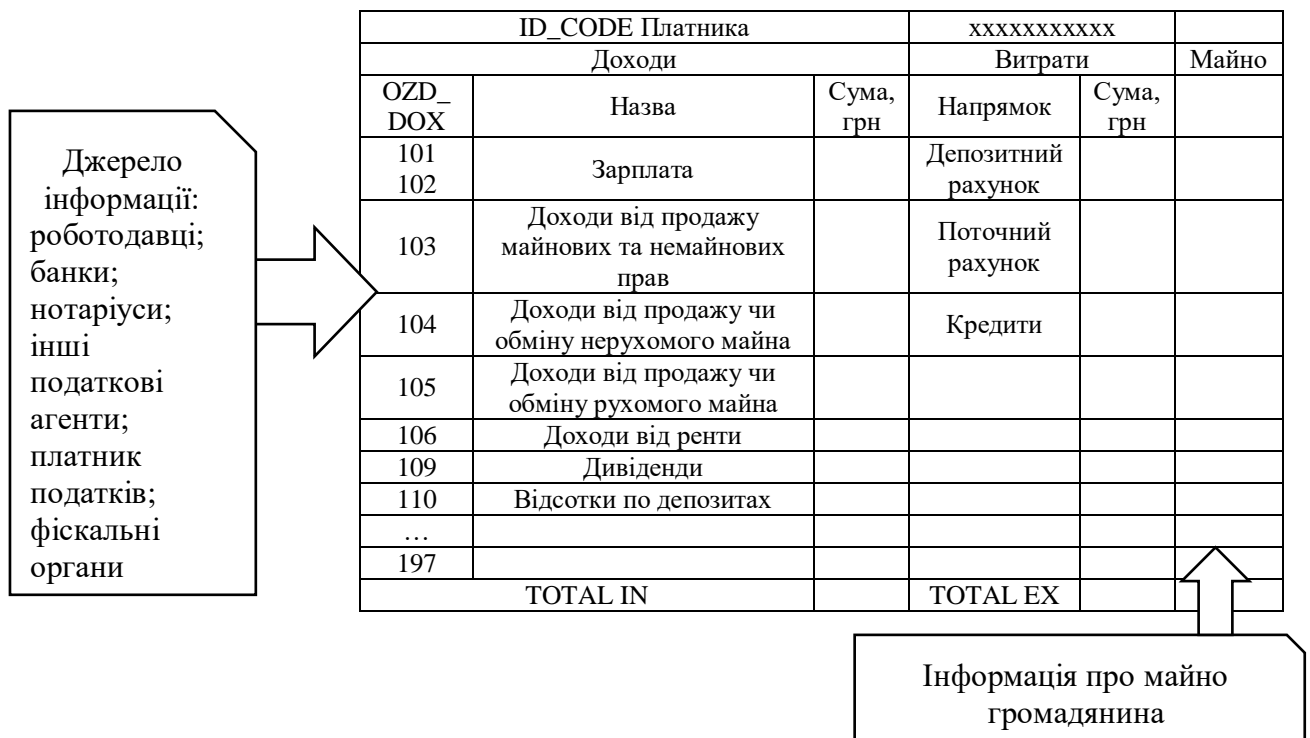 ID_CODE Платника xxxxxxxxxxx
Доходи Витрати Майно
OZD_
DOX
Назва
Сума,
грн
Напрямок
Сума,
грн
101
102
Зарплата
Депозитний
рахунок
103
Доходи від продажу
майнових та немайнових
прав
Поточний
рахунок
104
Доходи від продажу чи
обміну нерухомого майна
Кредити
105
Доходи від продажу чи
обміну рухомого майна
106 Доходи від ренти
109 Дивіденди
110 Відсотки по депозитах
…
197
TOTAL IN TOTAL EX
Джерело
інформації:
роботодавці;
банки;
нотаріуси;
інші
податкові
агенти;
платник
податків;
фіскальні
органи
Інформація про майно
громадянина